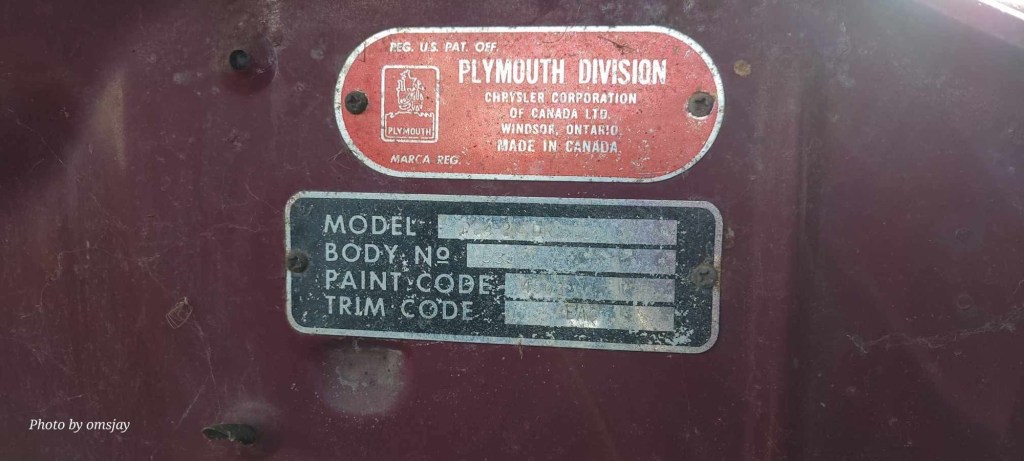 REG. U.S. PAT. OFF.
PLYMOUTH DIVISION
CHRYSLER CORPORATION
OF CANADA LTD.
WINDSOR, ONTARIO.
MADE IN CANADA.
PLYMOUTH
MARCA REG.
MODEL
BODY Nº
PAINT CODE
TRIM CODE
Photo by omsjay